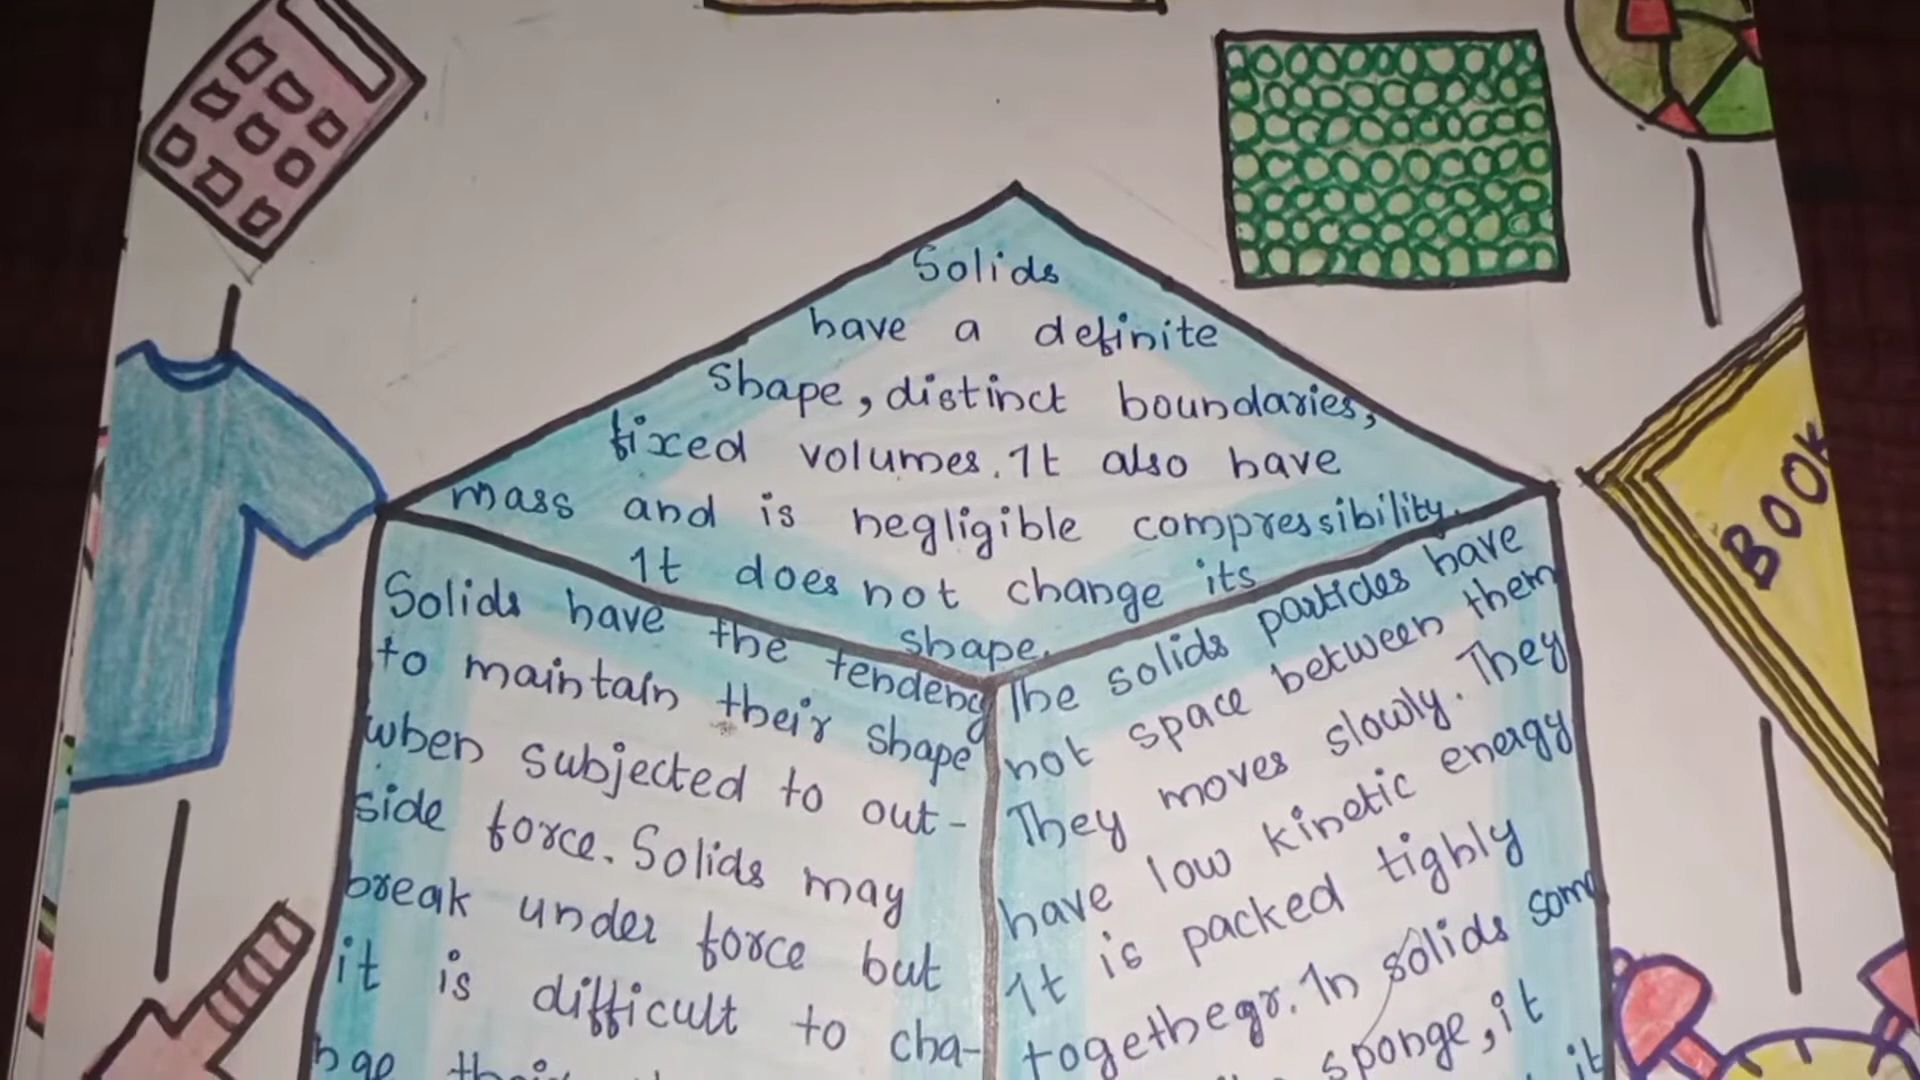 Solids
have a definite
shape, distinct boundaries,
fixed volumes. It also have
mass and is negligible compressibility.
It does not change its
shape.
Solids have the tendency
to maintain their shape
when subjected to out-
side force. Solids may
break under force but
it is difficult to cha-
nge their
The solids particles have
not space between them
They moves slowly. They
have low kinetic energy
It is packed tighly
togethegr. In solids some
sponge, it
it
BOOK